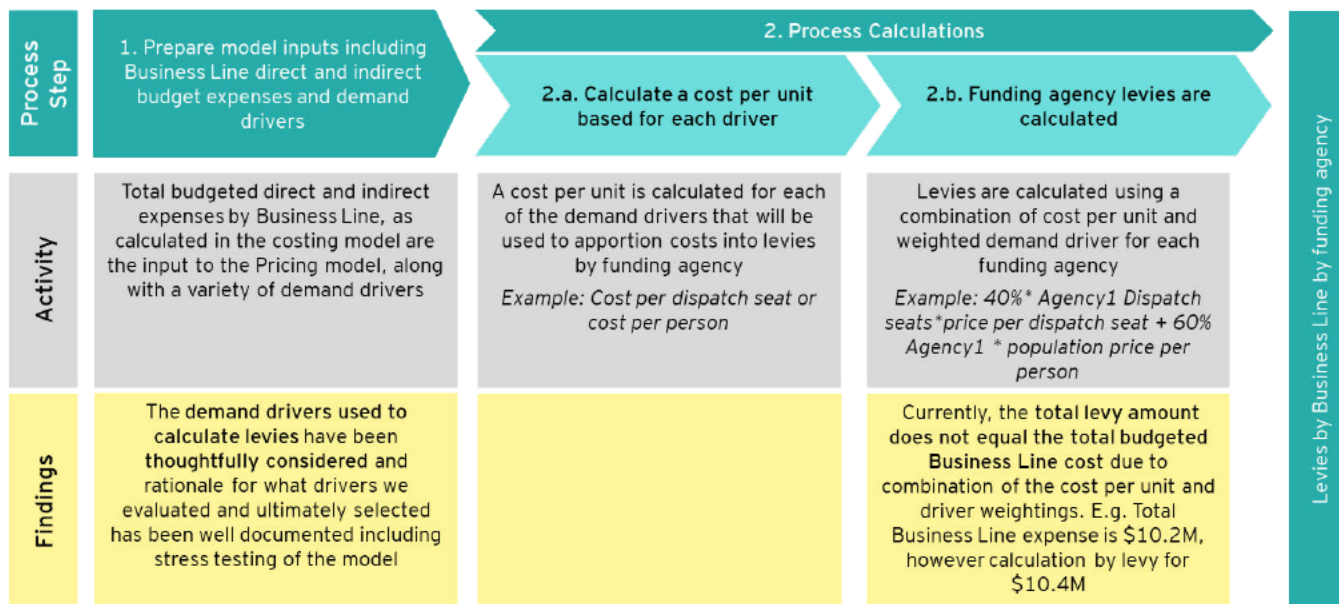 Process
Step
1. Prepare model inputs including
Business Line direct and indirect
budget expenses and demand
drivers
2. Process Calculations
2.a. Calculate a cost per unit
based for each driver
2.b. Funding agency levies are
calculated
Activity
Total budgeted direct and indirect
expenses by Business Line, as
calculated in the costing model are
the input to the Pricing model, along
with a variety of demand drivers
A cost per unit is calculated for each
of the demand drivers that will be
used to apportion costs into levies
by funding agency
Example: Cost per dispatch seat or
cost per person
Levies are calculated using a
combination of cost per unit and
weighted demand driver for each
funding agency
Example: 40%* Agency1 Dispatch
seats*price per dispatch seat + 60%
Agency1 * population price per
person
Findings
The demand drivers used to
calculate levies have been
thoughtfully considered and
rationale for what drivers we
evaluated and ultimately selected
has been well documented including
stress testing of the model
Currently, the total levy amount
does not equal the total budgeted
Business Line cost due to
combination of the cost per unit and
driver weightings. E.g. Total
Business Line expense is $10.2M,
however calculation by levy for
$10.4M
Levies by Business Line by funding agency